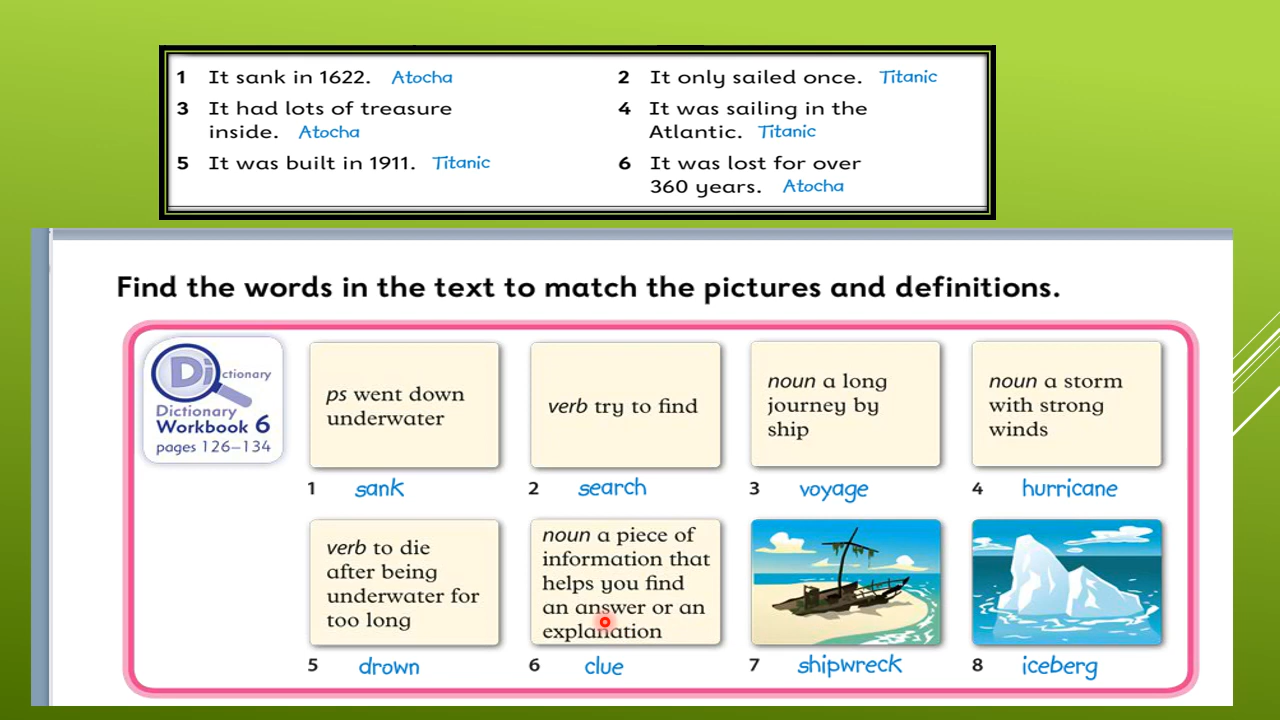 1 It sank in 1622. Atocha
2 It only sailed once. Titanic
3 It had lots of treasure
inside. Atocha
4 It was sailing in the
Atlantic. Titanic
5 It was built in 1911. Titanic
6 It was lost for over
360 years. Atocha
Find the words in the text to match the pictures and definitions.
Dictionary
Dictionary
Workbook 6
pages 126–134
ps went down
underwater
1 sank
verb try to find
2 search
noun a long
journey by
ship
3 voyage
noun a storm
with strong
winds
4 hurricane
verb to die
after being
underwater for
too long
5 drown
noun a piece of
information that
helps you find
an answer or an
explanation
6 clue
7 shipwreck
8 iceberg